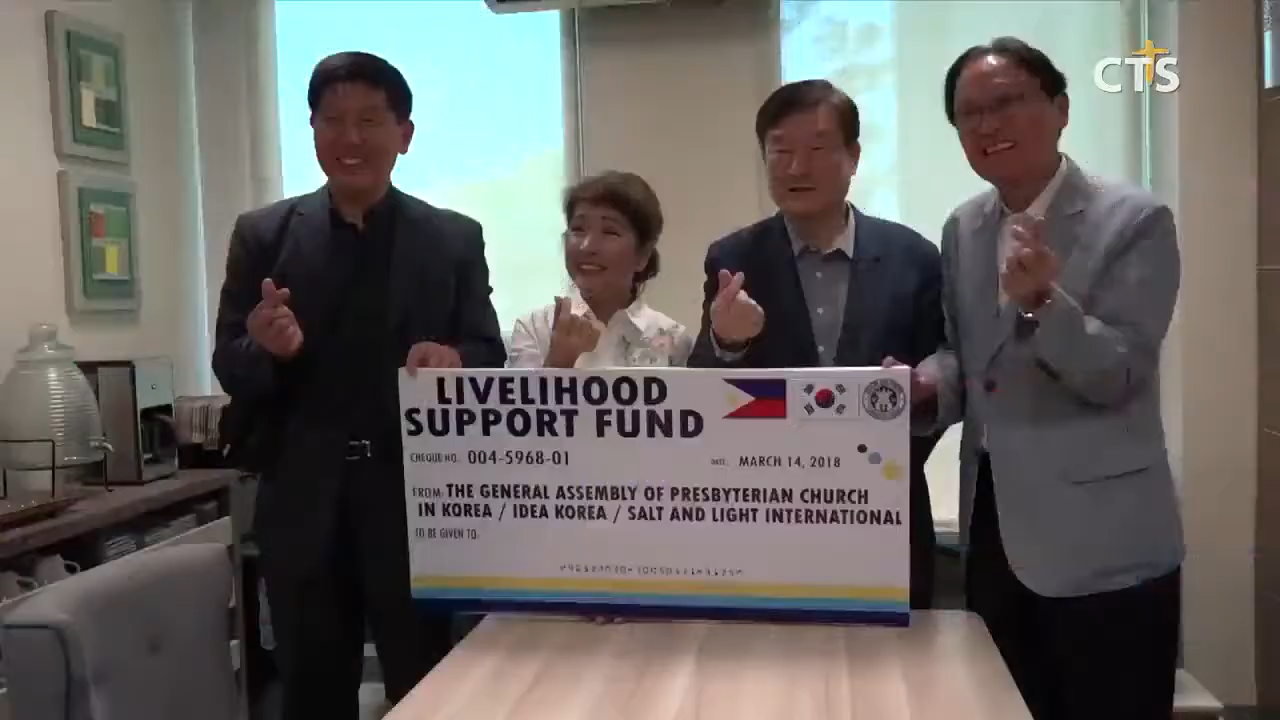 CTS
LIVELIHOOD
SUPPORT FUND
CHEQUE NO. 004-5968-01
DATE: MARCH 14, 2018
FROM: THE GENERAL ASSEMBLY OF PRESBYTERIAN CHURCH
IN KOREA / IDEA KOREA / SALT AND LIGHT INTERNATIONAL
TO BE GIVEN TO: